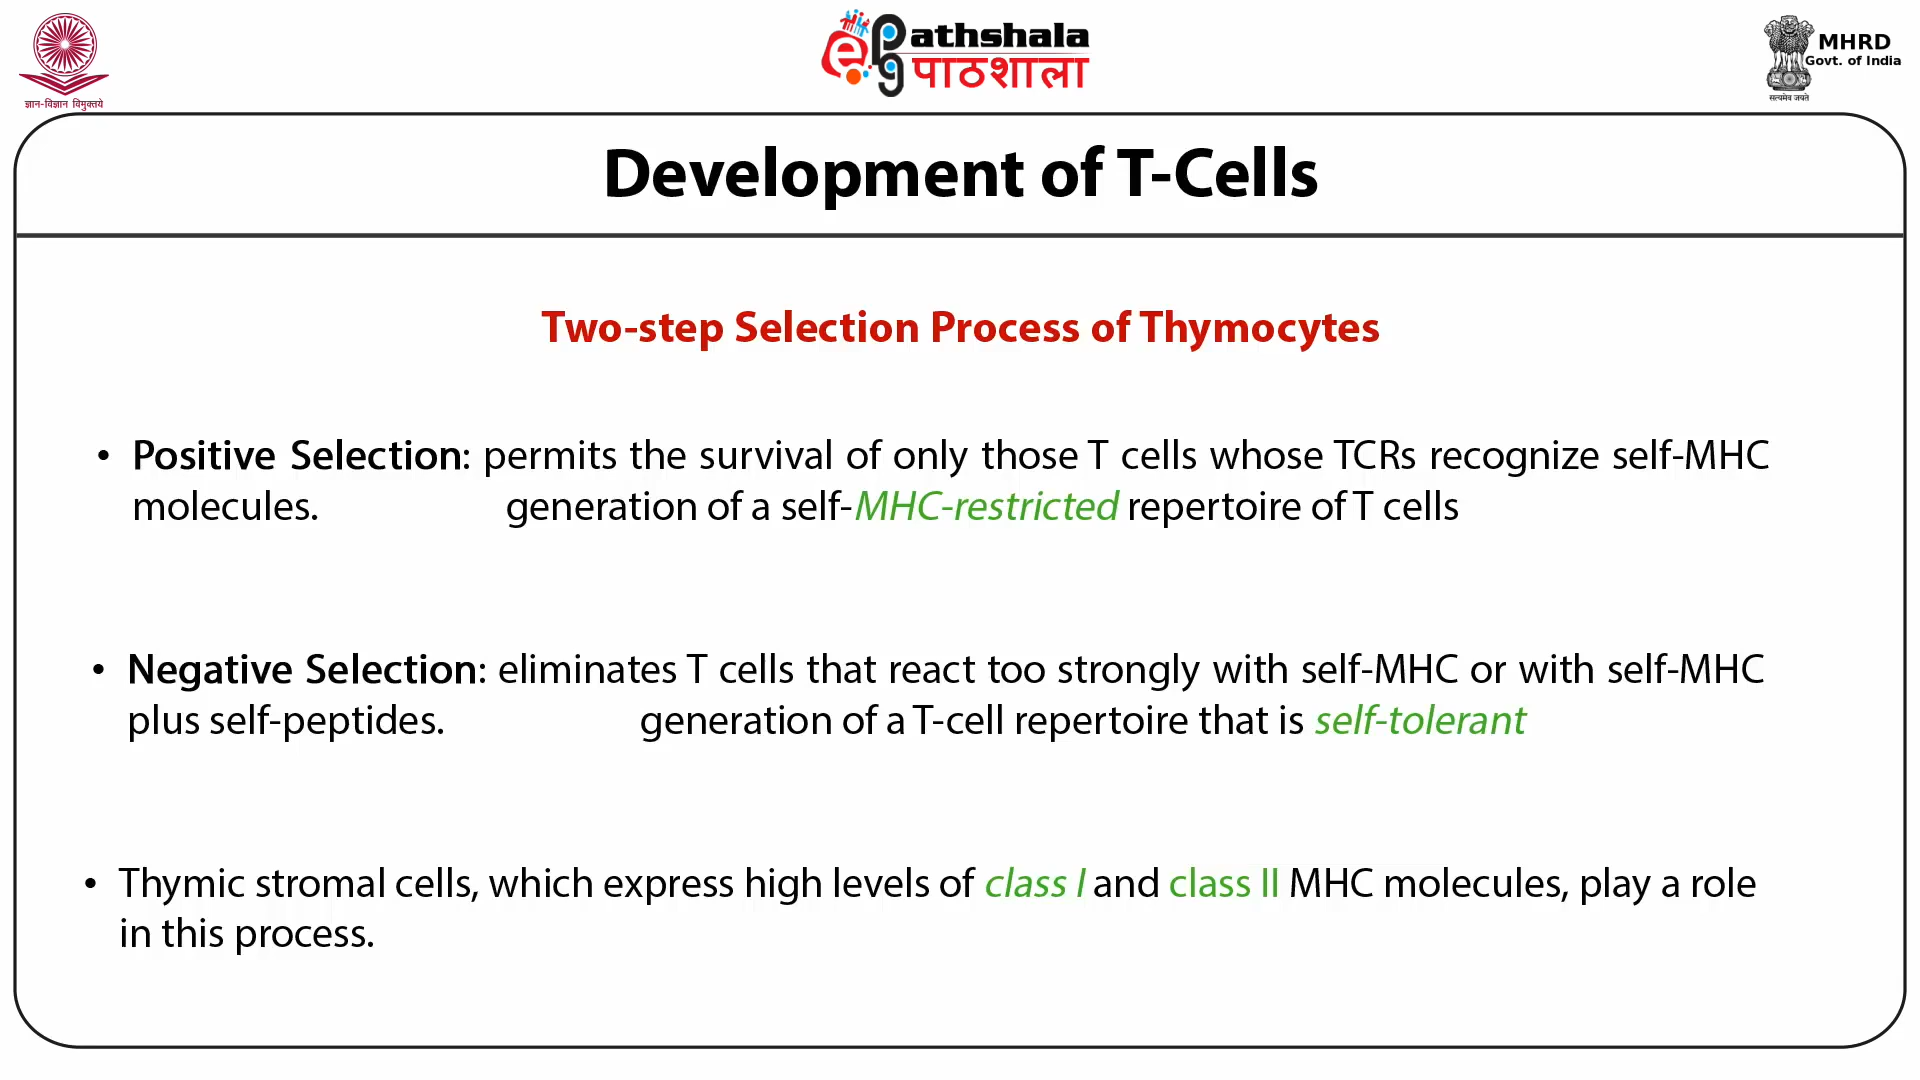 ज्ञान-विज्ञान विमुक्तये
ePathshala
पाठशाला
MHRD
Govt. of India
सत्यमेव जयते
Development of T-Cells
Two-step Selection Process of Thymocytes
• Positive Selection: permits the survival of only those T cells whose TCRs recognize self-MHC
molecules. generation of a self-MHC-restricted repertoire of T cells
• Negative Selection: eliminates T cells that react too strongly with self-MHC or with self-MHC
plus self-peptides. generation of a T-cell repertoire that is self-tolerant
• Thymic stromal cells, which express high levels of class I and class II MHC molecules, play a role
in this process.